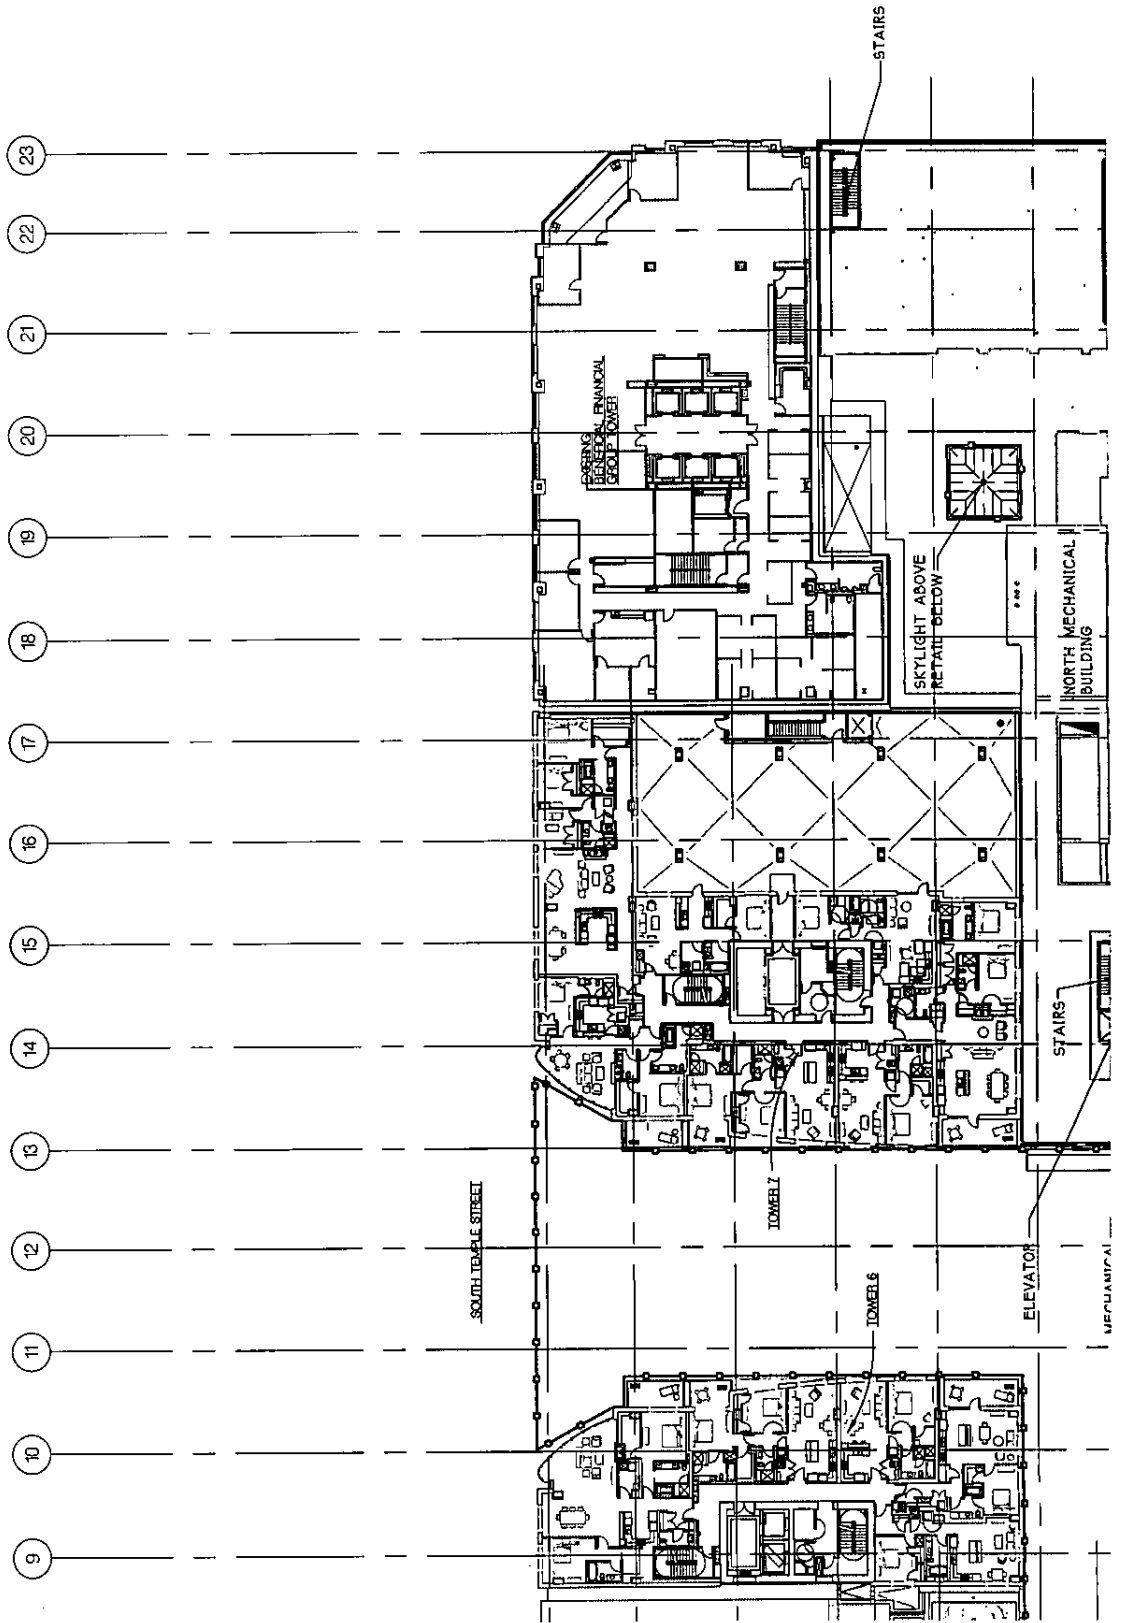 STAIRS
23
22
21
EXISTING
BENEFICIAL FINANCIAL
GROUP TOWER
20
19
SKYLIGHT ABOVE
RETAIL BELOW
NORTH MECHANICAL
BUILDING
18
17
16
15
STAIRS
14
13
TOWER 7
SOUTH TEMPLE STREET
12
ELEVATOR
MECHANICAL
TOWER 6
11
10
9